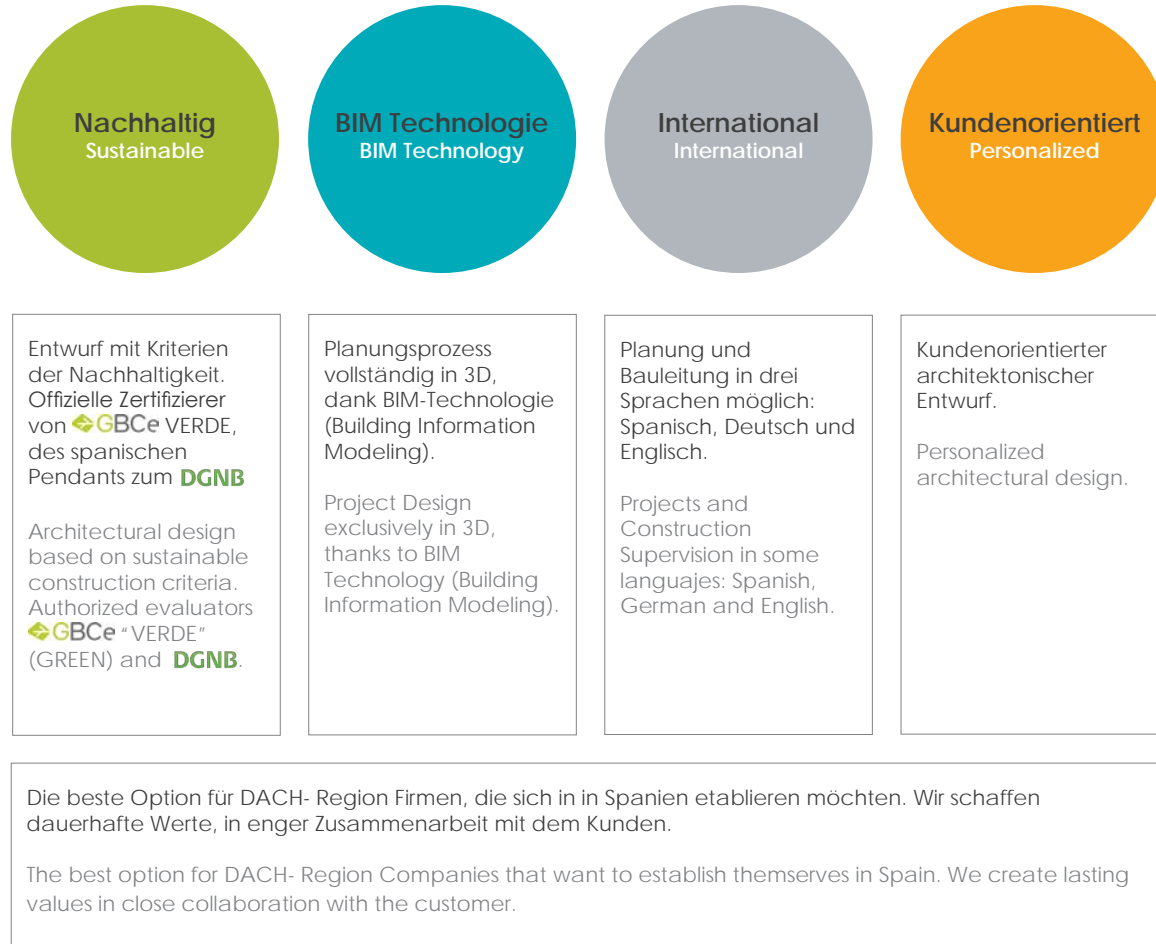 Nachhaltig
Sustainable
BIM Technologie
BIM Technology
International
International
Kundenorientiert
Personalized
Entwurf mit Kriterien
der Nachhaltigkeit.
Offizielle Zertifizierer
von GBCe VERDE,
des spanischen
Pendants zum DGNB
Architectural design
based on sustainable
construction criteria.
Authorized evaluators
GBCe “VERDE”
(GREEN) and DGNB.
Planungsprozess
vollständig in 3D,
dank BIM-Technologie
(Building Information
Modeling).
Project Design
exclusively in 3D,
thanks to BIM
Technology (Building
Information Modeling).
Planung und
Bauleitung in drei
Sprachen möglich:
Spanisch, Deutsch und
Englisch.
Projects and
Construction
Supervision in some
languajes: Spanish,
German and English.
Kundenorientierter
architektonischer
Entwurf.
Personalized
architectural design.
Die beste Option für DACH- Region Firmen, die sich in in Spanien etablieren möchten. Wir schaffen
dauerhafte Werte, in enger Zusammenarbeit mit dem Kunden.
The best option for DACH- Region Companies that want to establish themserves in Spain. We create lasting
values in close collaboration with the customer.